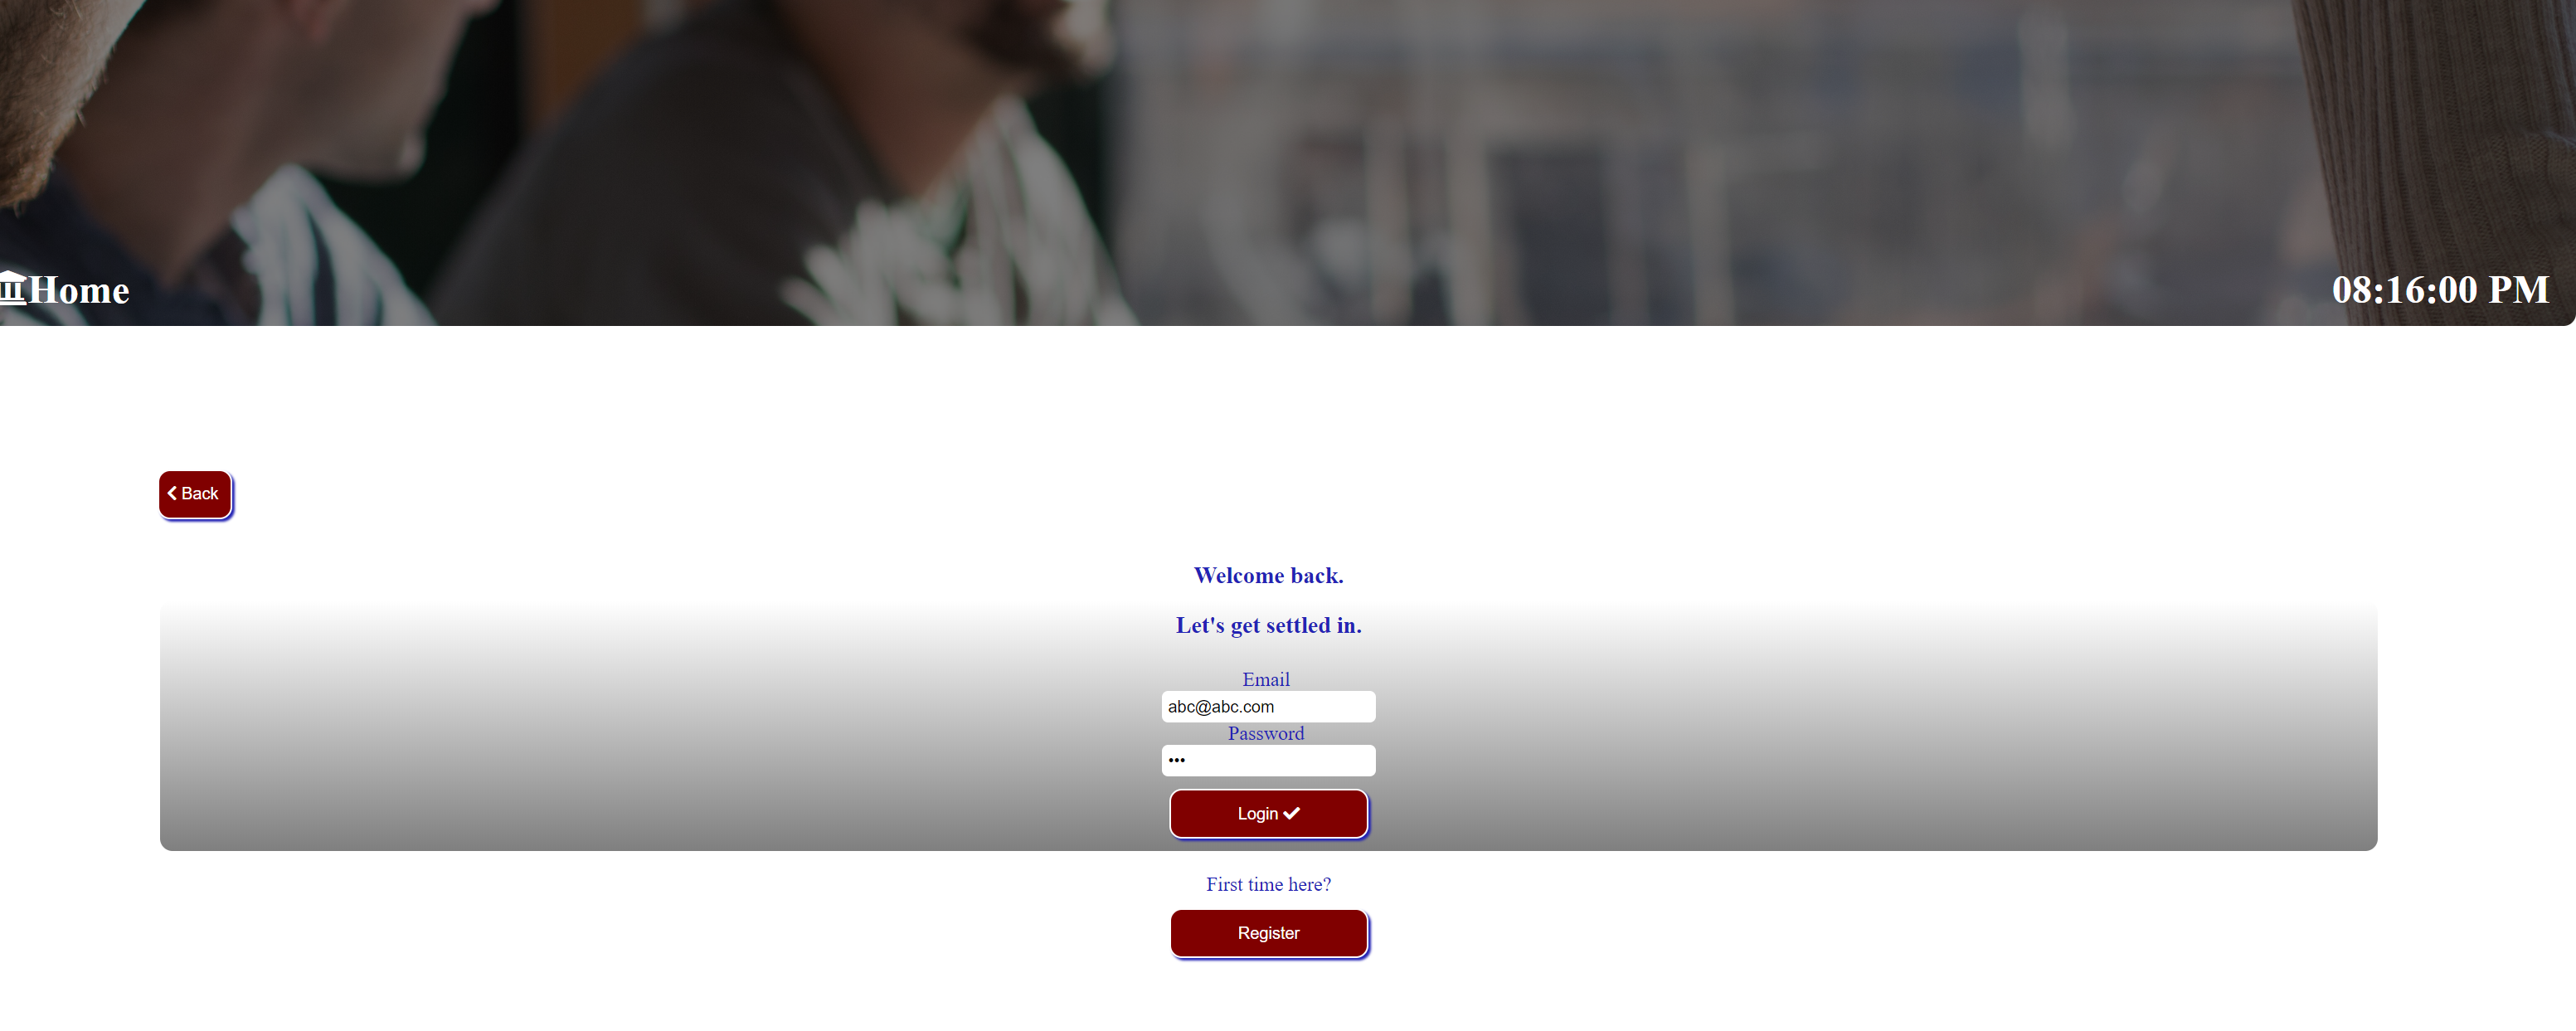 Home
08:16:00 PM
Back
Welcome back.
Let's get settled in.
Email
abc@abc.com
Password
•••
Login
First time here?
Register